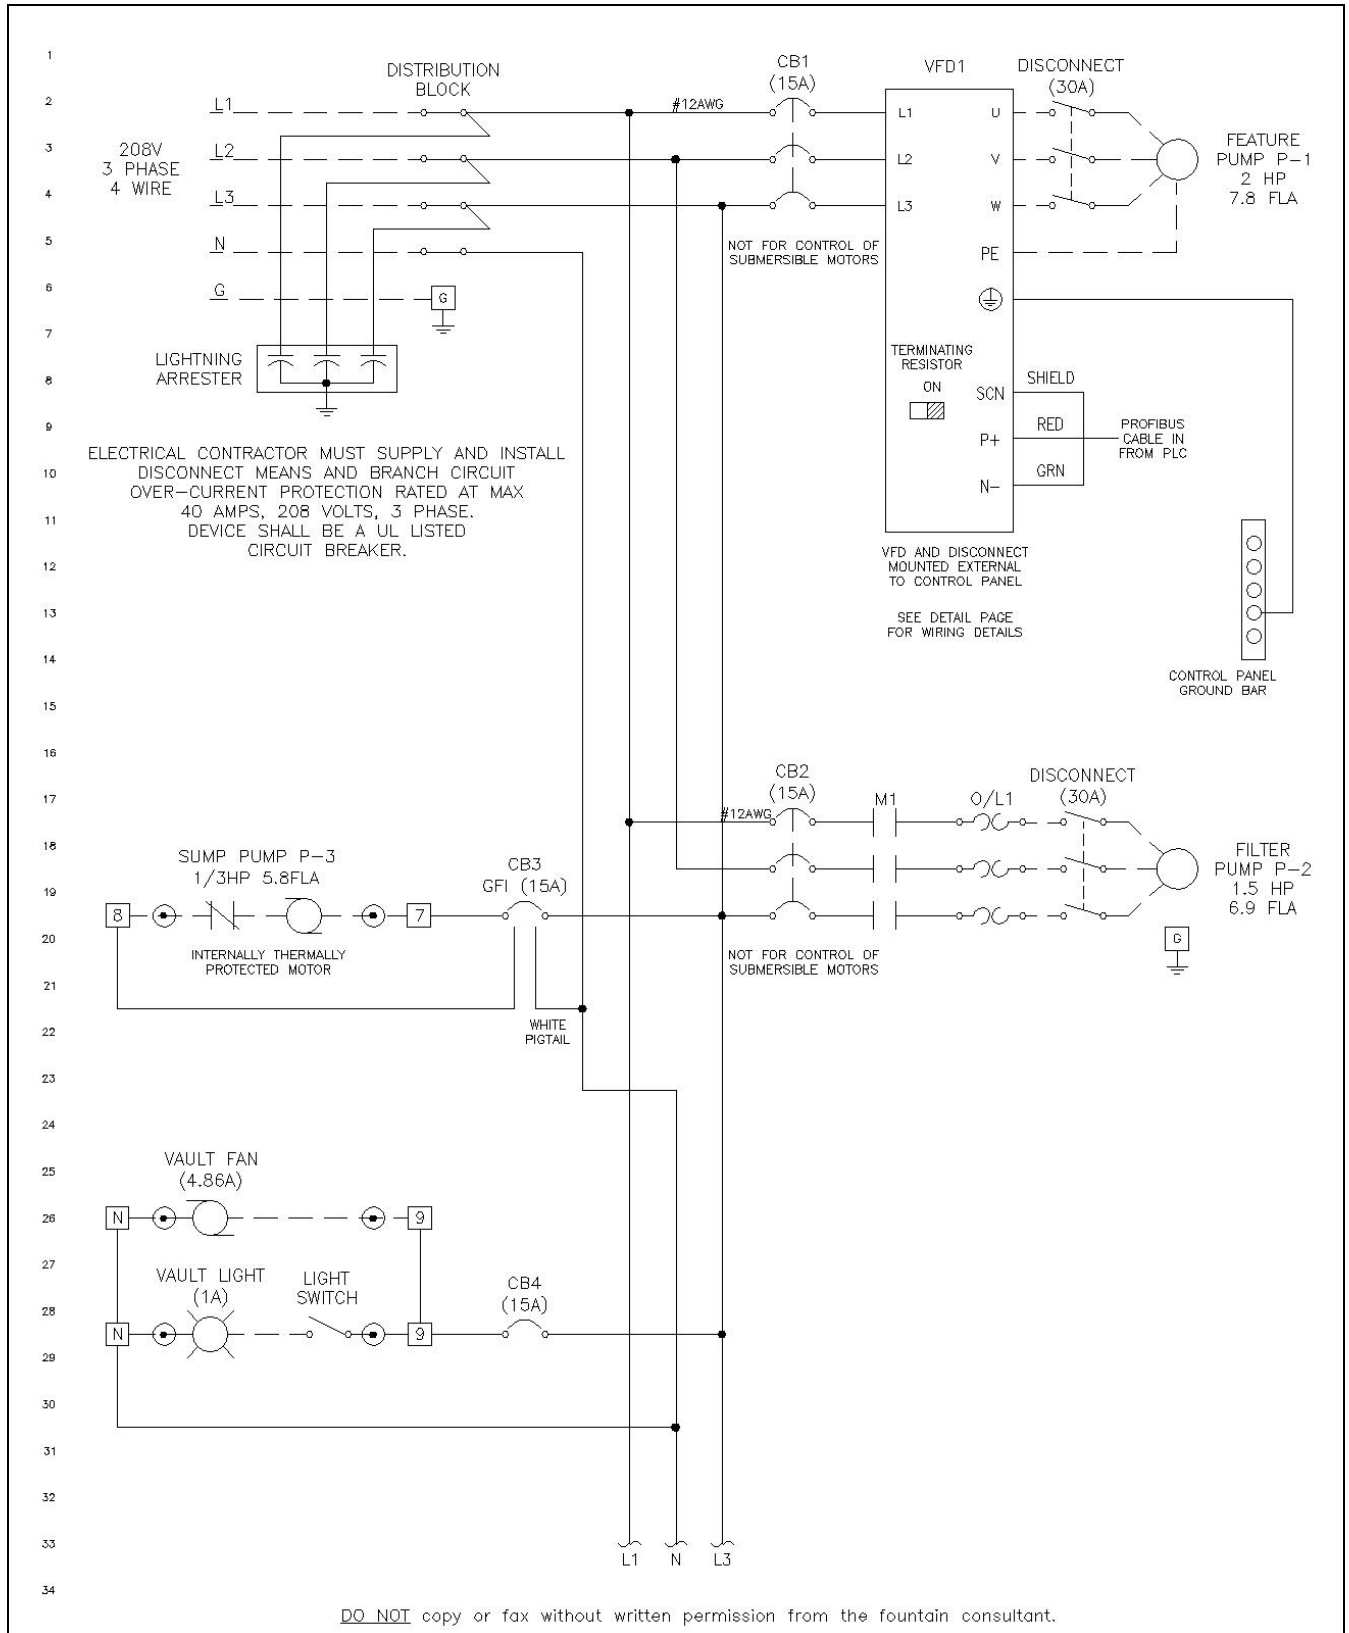 1
2
3
4
5
6
7
8
9
10
11
12
13
14
15
16
17
18
19
20
21
22
23
24
25
26
27
28
29
30
31
32
33
34
DISTRIBUTION
BLOCK
208V
3 PHASE
4 WIRE
L1
L2
L3
N
G
G
LIGHTNING
ARRESTER
ELECTRICAL CONTRACTOR MUST SUPPLY AND INSTALL
DISCONNECT MEANS AND BRANCH CIRCUIT
OVER-CURRENT PROTECTION RATED AT MAX
40 AMPS, 208 VOLTS, 3 PHASE.
DEVICE SHALL BE A UL LISTED
CIRCUIT BREAKER.
#12AWG
CB1
(15A)
NOT FOR CONTROL OF
SUBMERSIBLE MOTORS
VFD1
L1
L2
L3
U
V
W
PE
TERMINATING
RESISTOR
ON
SCN
P+
N-
SHIELD
RED
GRN
PROFIBUS
CABLE IN
FROM PLC
DISCONNECT
(30A)
FEATURE
PUMP P-1
2 HP
7.8 FLA
VFD AND DISCONNECT
MOUNTED EXTERNAL
TO CONTROL PANEL
SEE DETAIL PAGE
FOR WIRING DETAILS
CONTROL PANEL
GROUND BAR
#12AWG
CB2
(15A)
M1
O/L1
DISCONNECT
(30A)
FILTER
PUMP P-2
1.5 HP
6.9 FLA
G
NOT FOR CONTROL OF
SUBMERSIBLE MOTORS
SUMP PUMP P-3
1/3HP 5.8FLA
CB3
GFI (15A)
8
7
INTERNALLY THERMALLY
PROTECTED MOTOR
WHITE
PIGTAIL
VAULT FAN
(4.86A)
N
9
VAULT LIGHT
(1A)
LIGHT
SWITCH
CB4
(15A)
N
9
L1
N
L3
DO NOT copy or fax without written permission from the fountain consultant.